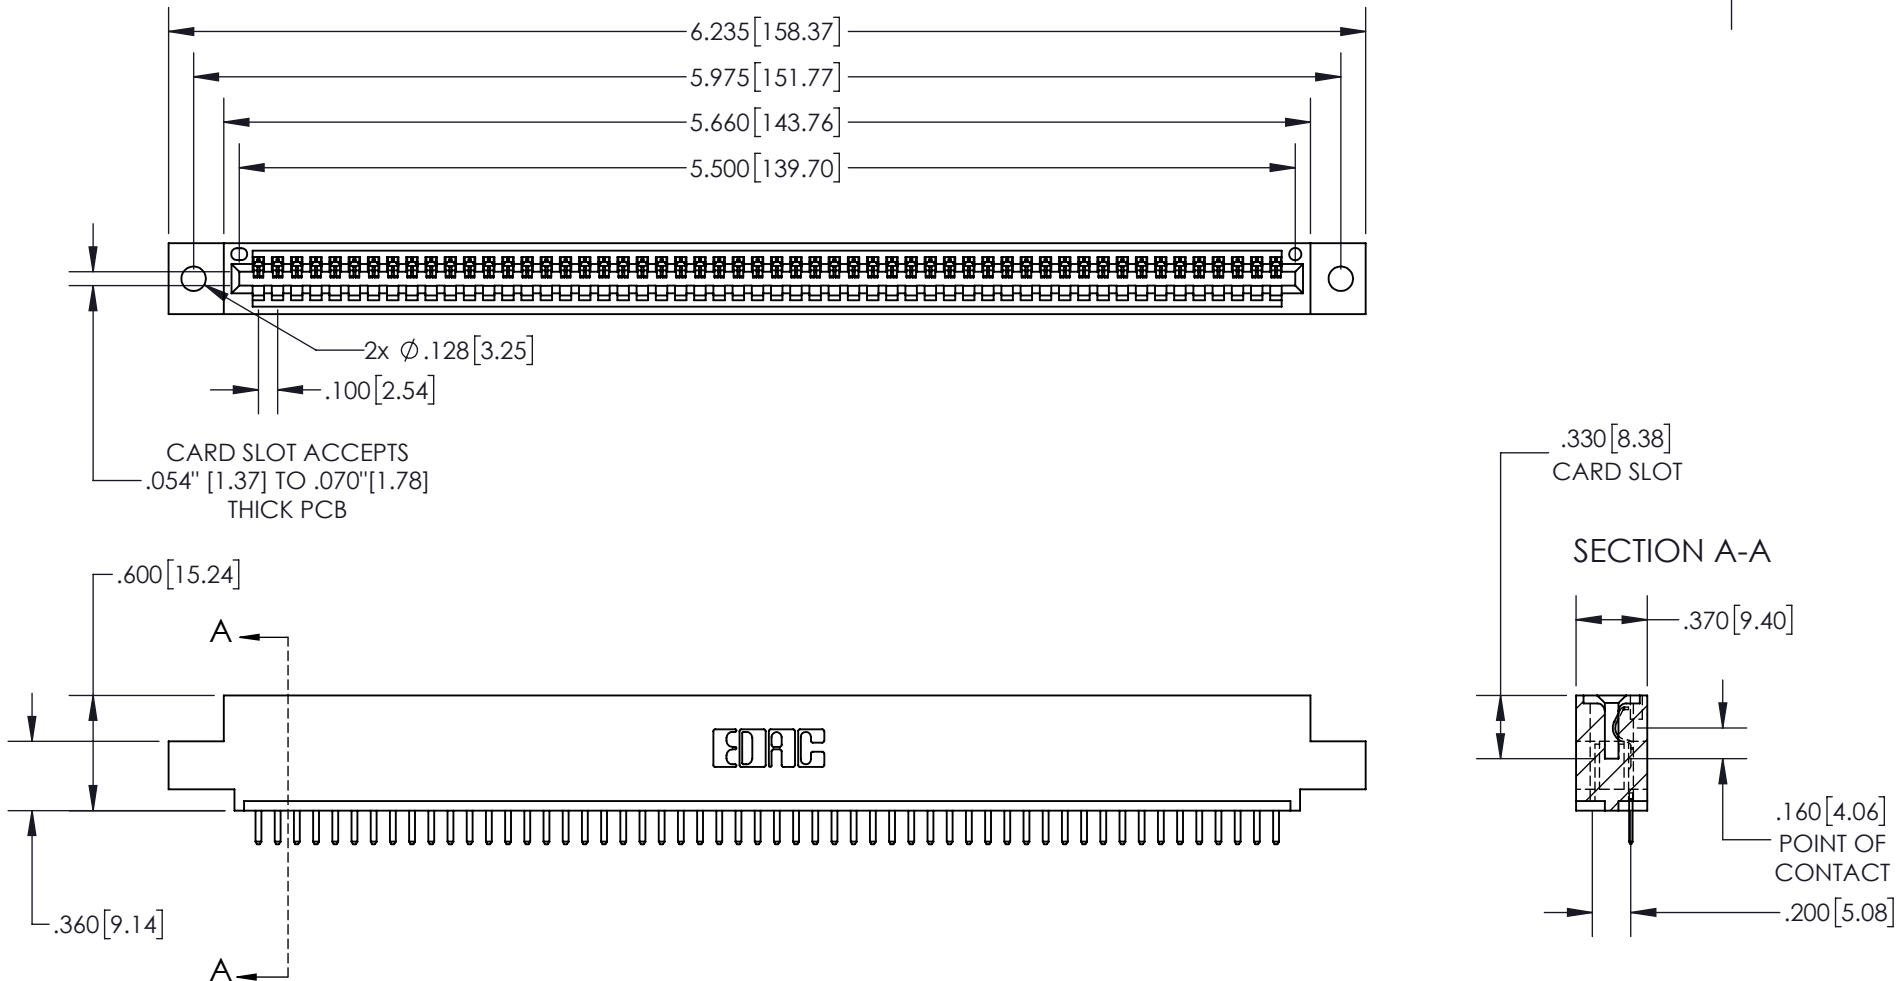 6.235[158.37]
5.975[151.77]
5.660[143.76]
5.500[139.70]
2x Ø.128[3.25]
.100[2.54]
CARD SLOT ACCEPTS
.054" [1.37] TO .070"[1.78]
THICK PCB
.330[8.38]
CARD SLOT
SECTION A-A
.600[15.24]
A
.370[9.40]
EDAC
.160[4.06]
POINT OF
CONTACT
.200[5.08]
.360[9.14]
A